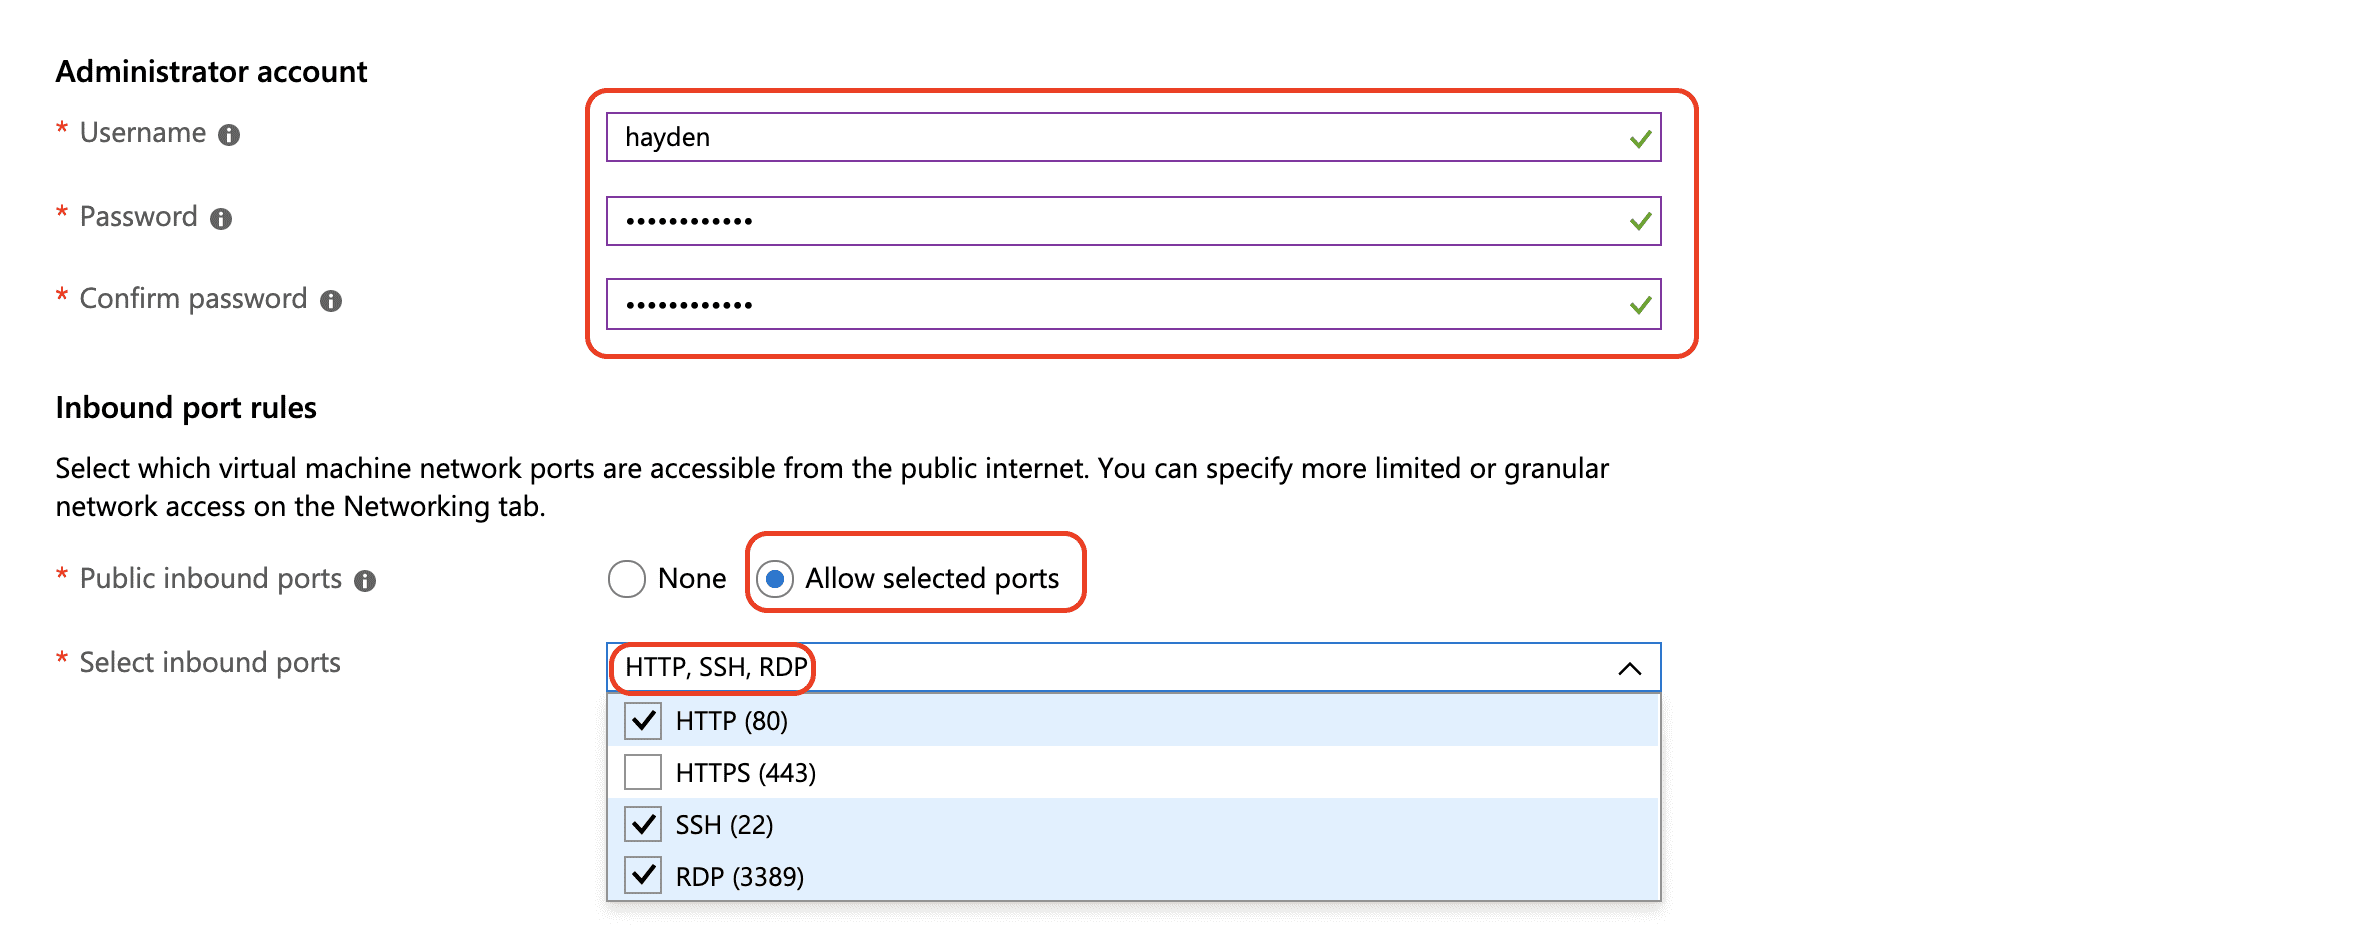 Administrator account
* Username
hayden
* Password
••••••••••••
* Confirm password
••••••••••••
Inbound port rules
Select which virtual machine network ports are accessible from the public internet. You can specify more limited or granular
network access on the Networking tab.
* Public inbound ports
None Allow selected ports
* Select inbound ports
HTTP, SSH, RDP
HTTP (80)
HTTPS (443)
SSH (22)
RDP (3389)